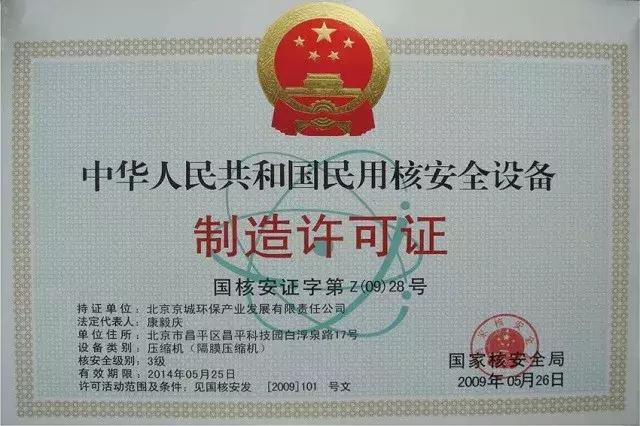 中华人民共和国民用核安全设备
制造许可证
国核安证字第Z(09)28号
持证单位：北京京城环保产业发展有限责任公司
法定代表人：康毅庆
单位住所：北京市昌平区昌平科技园白浮泉路17号
设备类别：压缩机（隔膜压缩机）
核安全级别：3级
有效期限：2014年05月25日
许可活动范围及条件：见国核安发 [2009]101 号文
国家核安全局
2009年05月26日